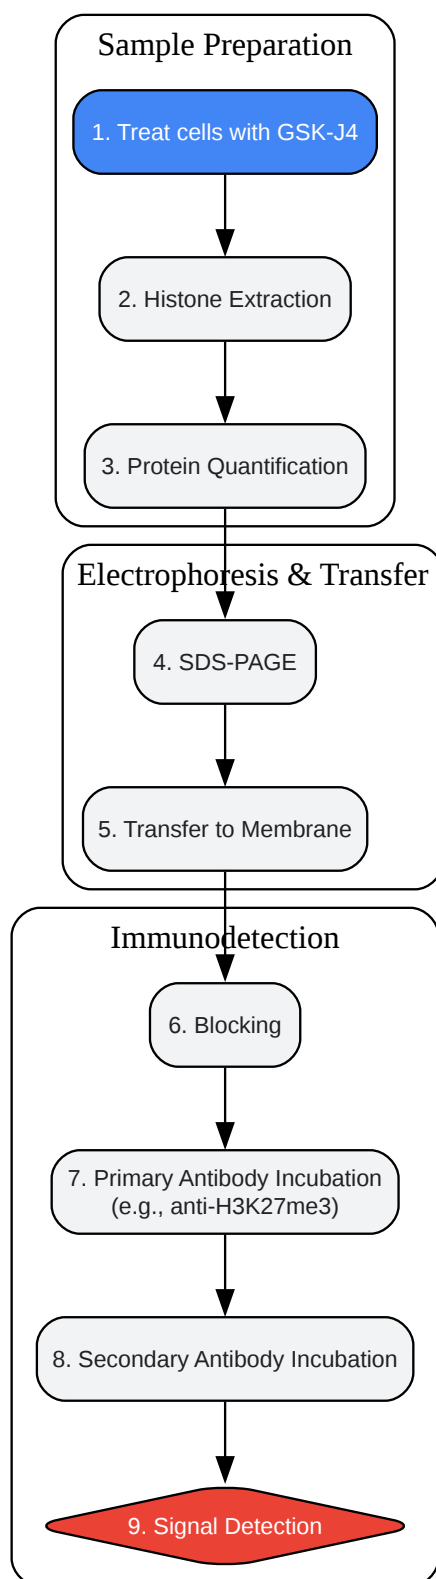 Sample Preparation
1. Treat cells with GSK-J4
2. Histone Extraction
3. Protein Quantification
Electrophoresis & Transfer
4. SDS-PAGE
5. Transfer to Membrane
Immunodetection
6. Blocking
7. Primary Antibody Incubation
(e.g., anti-H3K27me3)
8. Secondary Antibody Incubation
9. Signal Detection